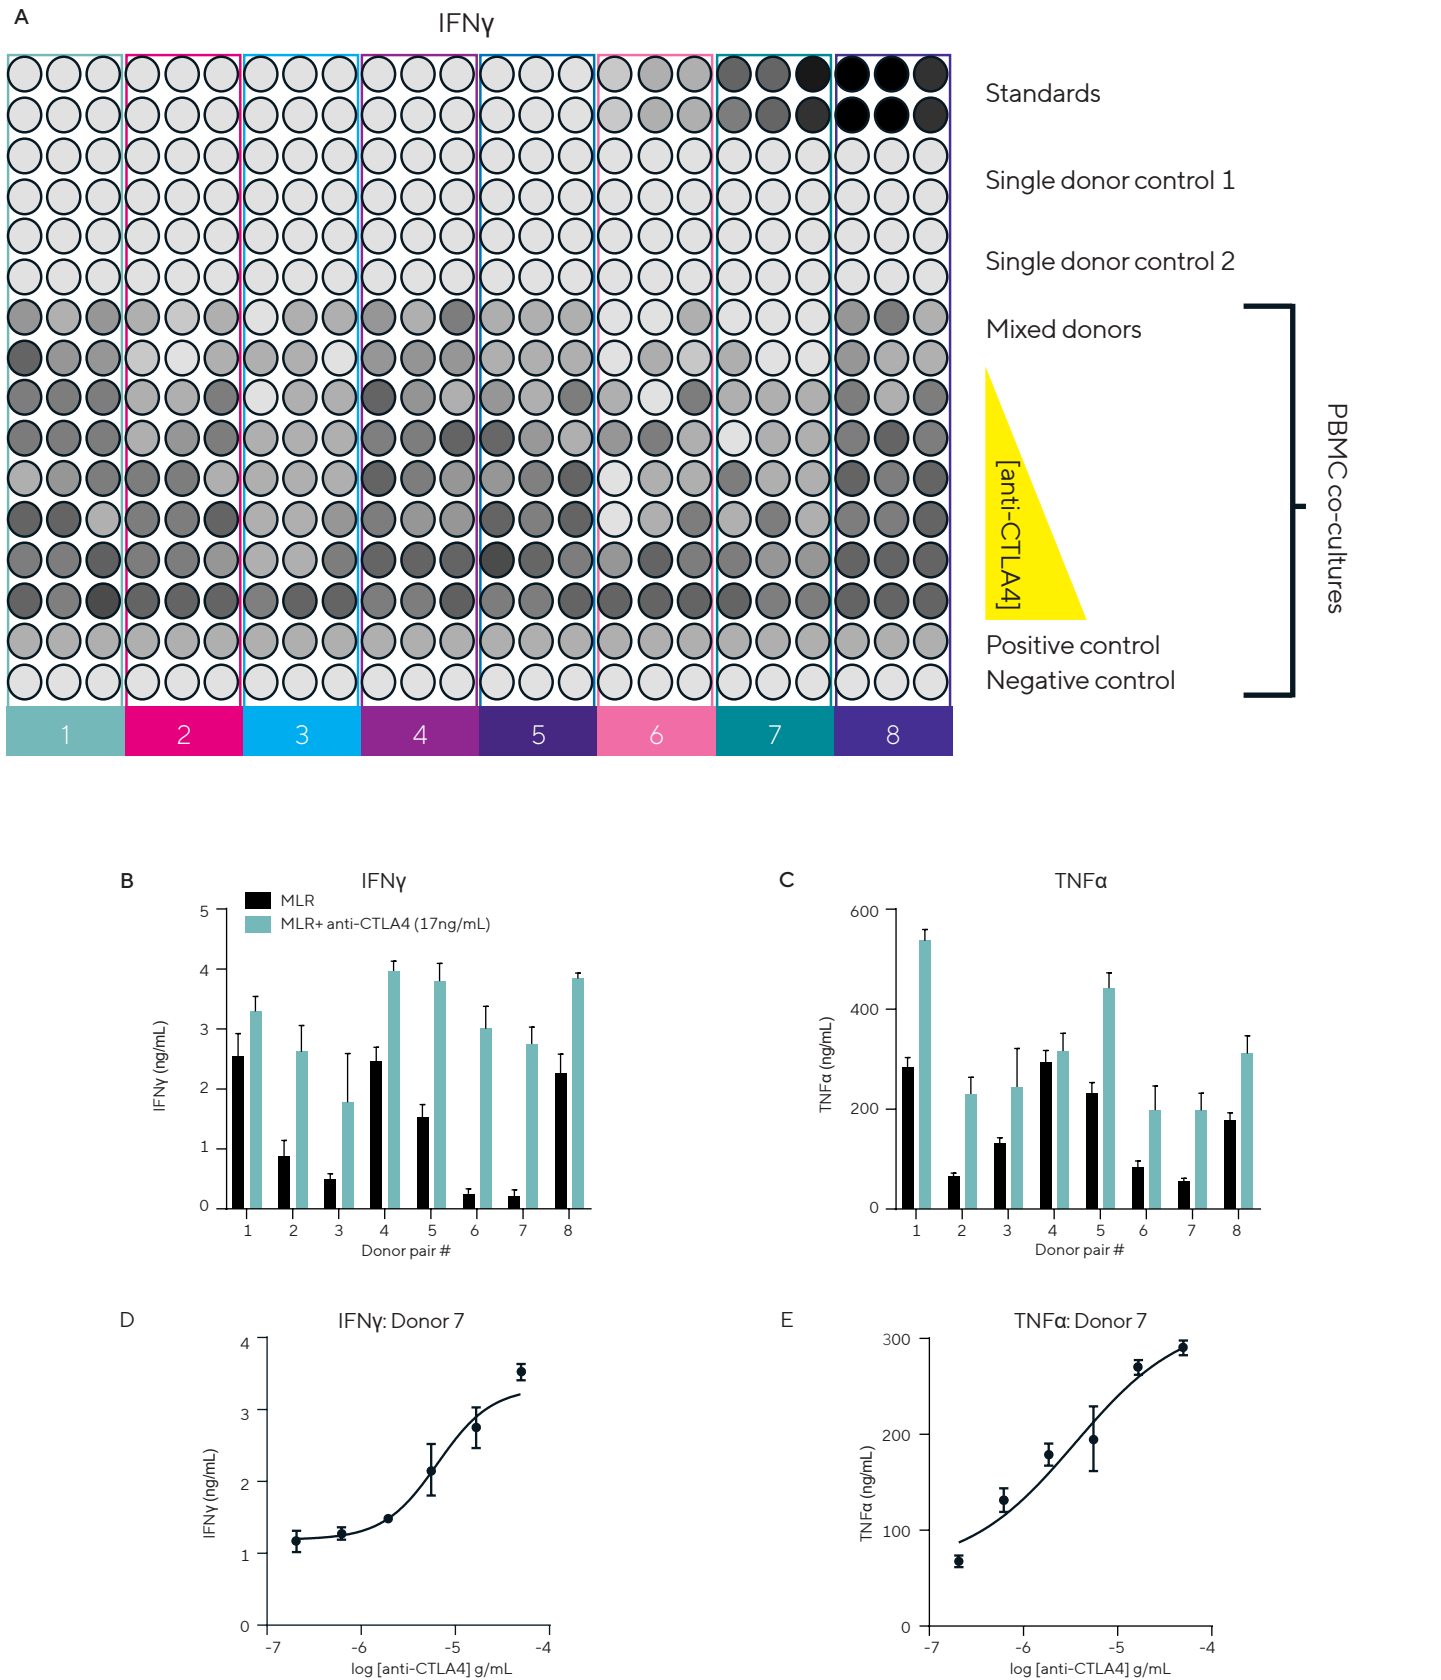 A
IFNγ
Standards
Single donor control 1
Single donor control 2
Mixed donors
[anti-CTLA4]
PBMC co-cultures
Positive control
Negative control
1 2 3 4 5 6 7 8
B
IFNγ
MLR
MLR+ anti-CTLA4 (17ng/mL)
IFNγ (ng/mL)
5
4
3
2
1
0
1 2 3 4 5 6 7 8
Donor pair #
C
TNFα
TNFα (ng/mL)
600
400
200
0
1 2 3 4 5 6 7 8
Donor pair #
D
IFNγ: Donor 7
IFNγ (ng/mL)
4
3
2
1
0
-7 -6 -5 -4
log [anti-CTLA4] g/mL
E
TNFα: Donor 7
TNFα (ng/mL)
300
200
100
0
-7 -6 -5 -4
log [anti-CTLA4] g/mL